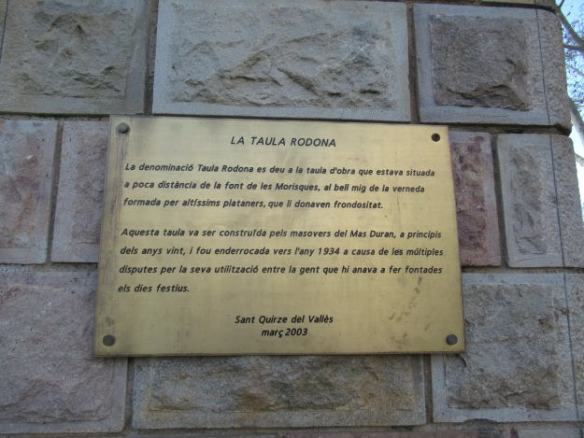 LA TAULA RODONA
La denominació Taula Rodona es deu a la taula d'obra que estava situada
a poca distància de la font de les Morisques, al bell mig de la verneda
formada per altíssims plataners, que li donaven frondositat.
Aquesta taula va ser construïda pels masovers del Mas Duran, a principis
dels anys vint, i fou enderrocada vers l'any 1934 a causa de les múltiples
disputes per la seva utilització entre la gent que hi anava a fer fontades
els dies festius.
Sant Quirze del Vallès
març 2003